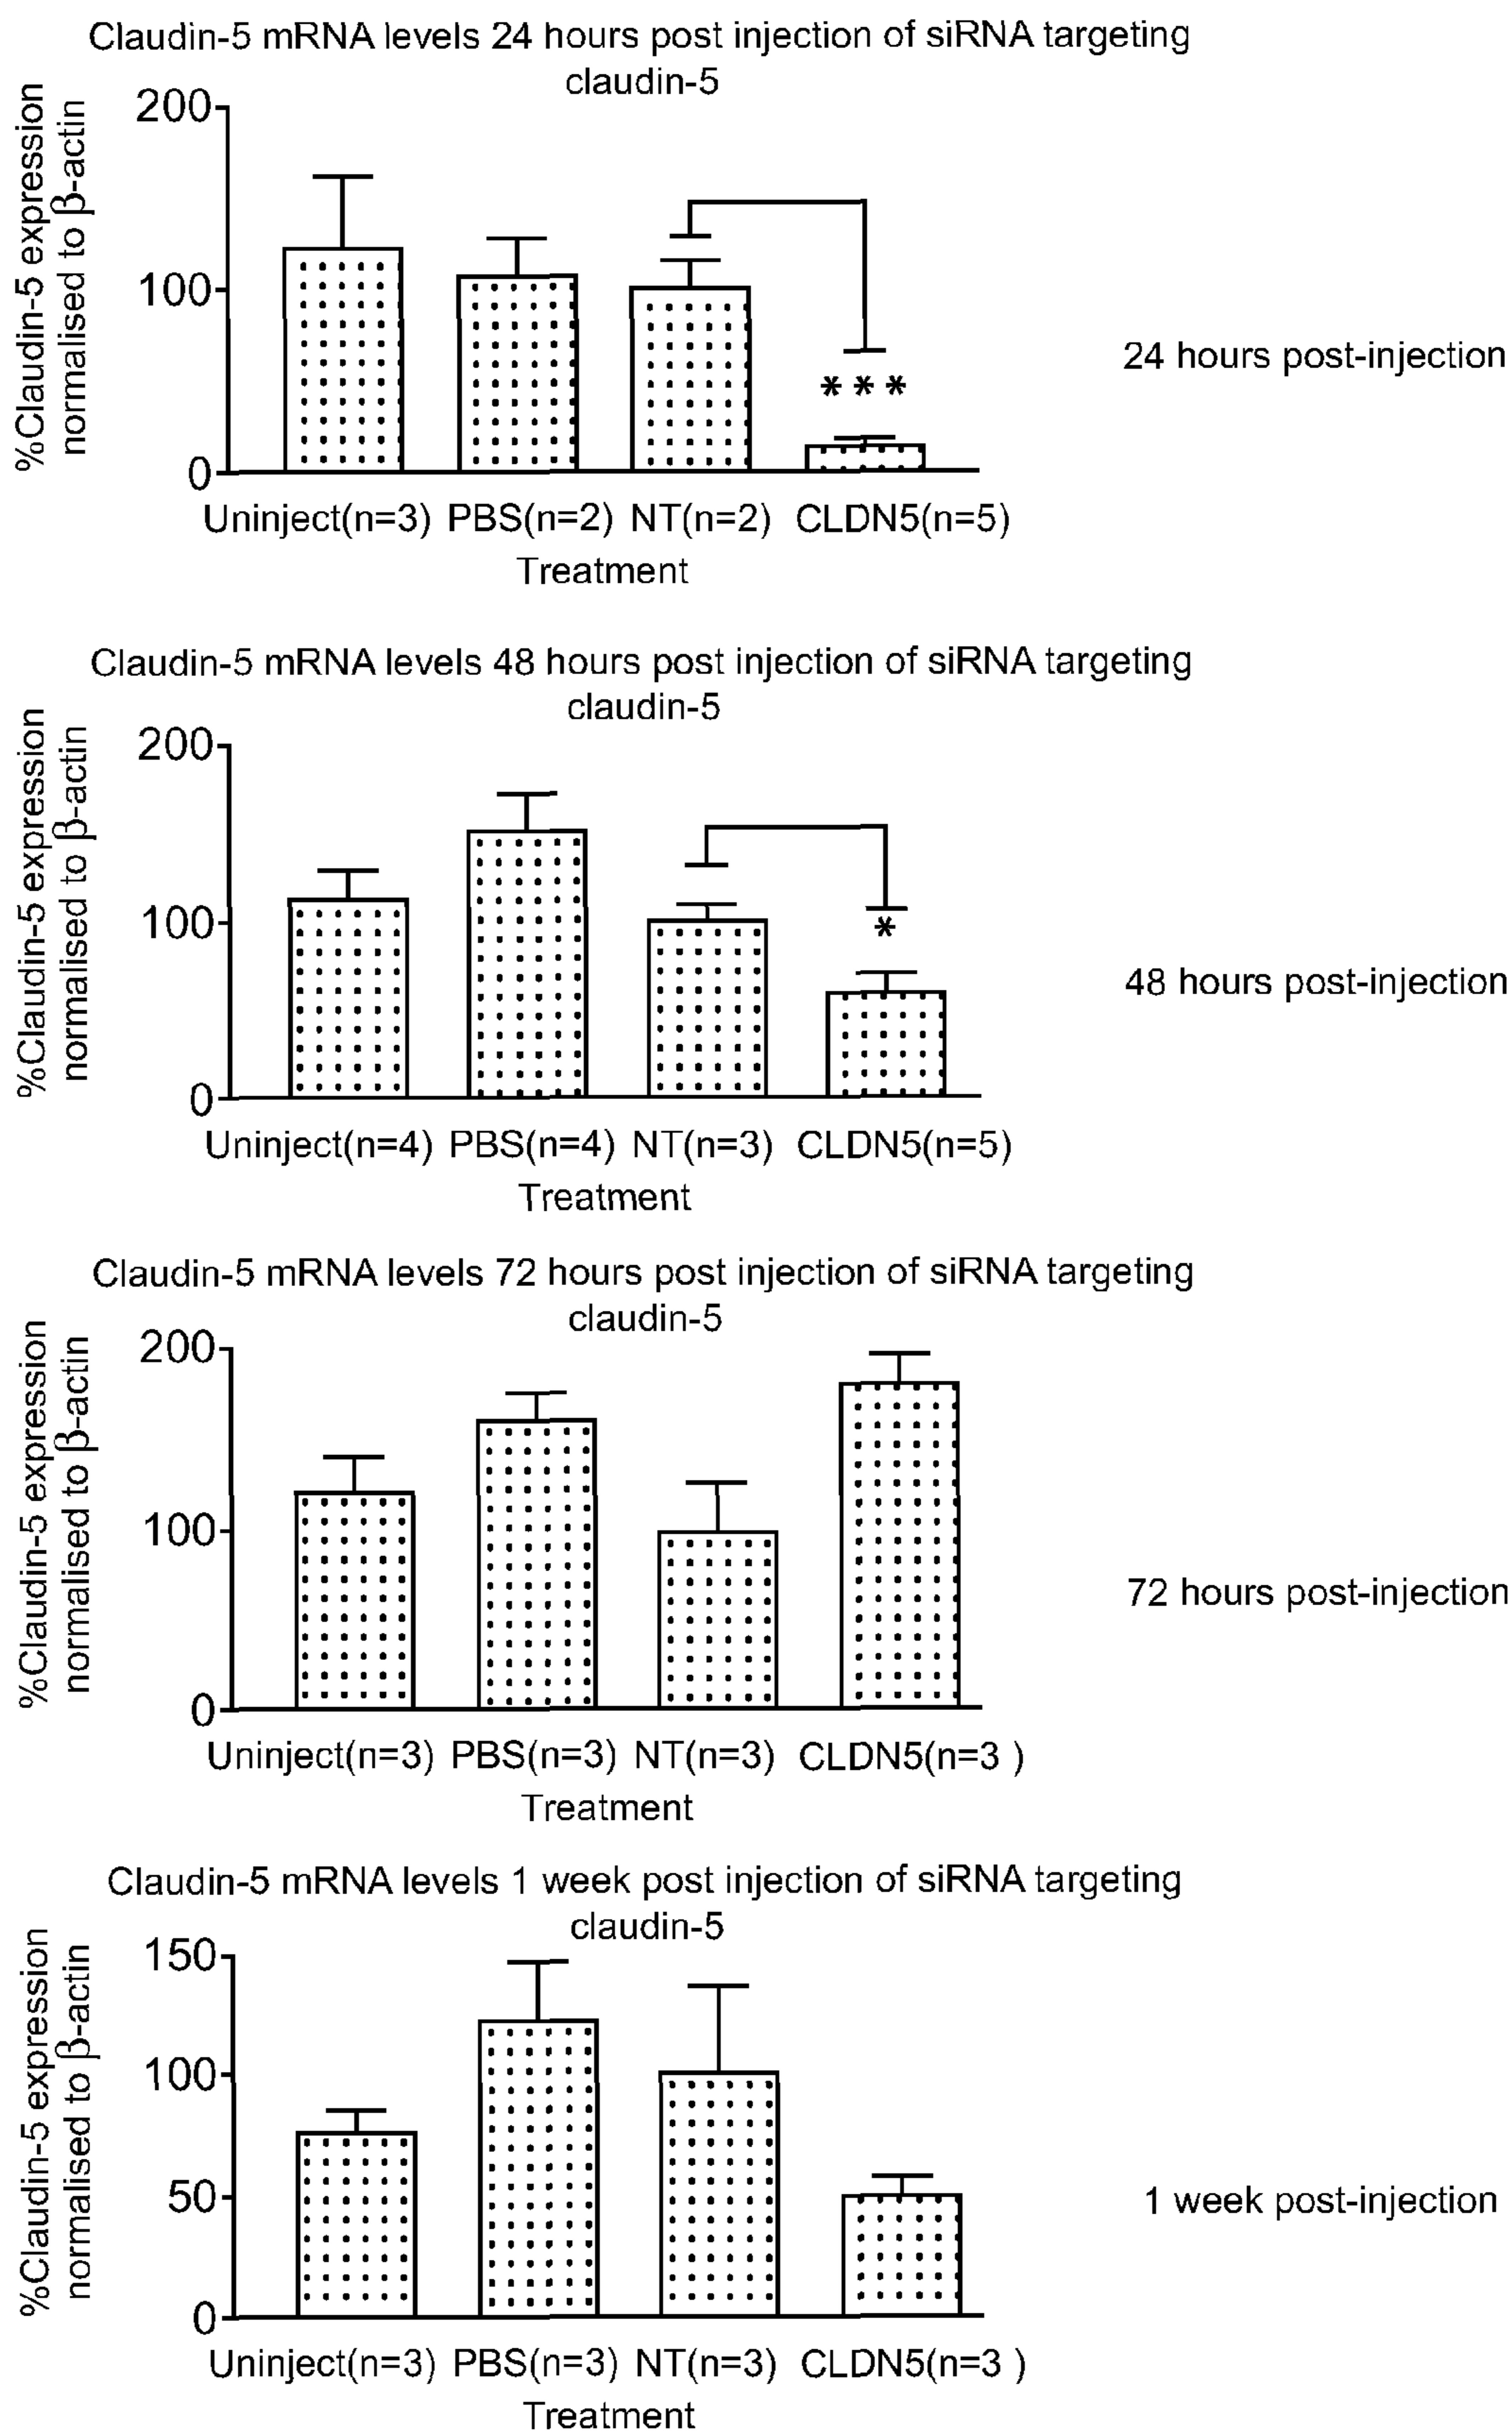 Claudin-5 mRNA levels 24 hours post injection of siRNA targeting
claudin-5
%Claudin-5 expression
normalised to β-actin
200
100
0
***
24 hours post-injection
Uninject(n=3) PBS(n=2) NT(n=2) CLDN5(n=5)
Treatment
Claudin-5 mRNA levels 48 hours post injection of siRNA targeting
claudin-5
%Claudin-5 expression
normalised to β-actin
200
100
0
*
48 hours post-injection
Uninject(n=4) PBS(n=4) NT(n=3) CLDN5(n=5)
Treatment
Claudin-5 mRNA levels 72 hours post injection of siRNA targeting
claudin-5
%Claudin-5 expression
normalised to β-actin
200
100
0
72 hours post-injection
Uninject(n=3) PBS(n=3) NT(n=3) CLDN5(n=3 )
Treatment
Claudin-5 mRNA levels 1 week post injection of siRNA targeting
claudin-5
%Claudin-5 expression
normalised to β-actin
150
100
50
0
1 week post-injection
Uninject(n=3) PBS(n=3) NT(n=3) CLDN5(n=3 )
Treatment